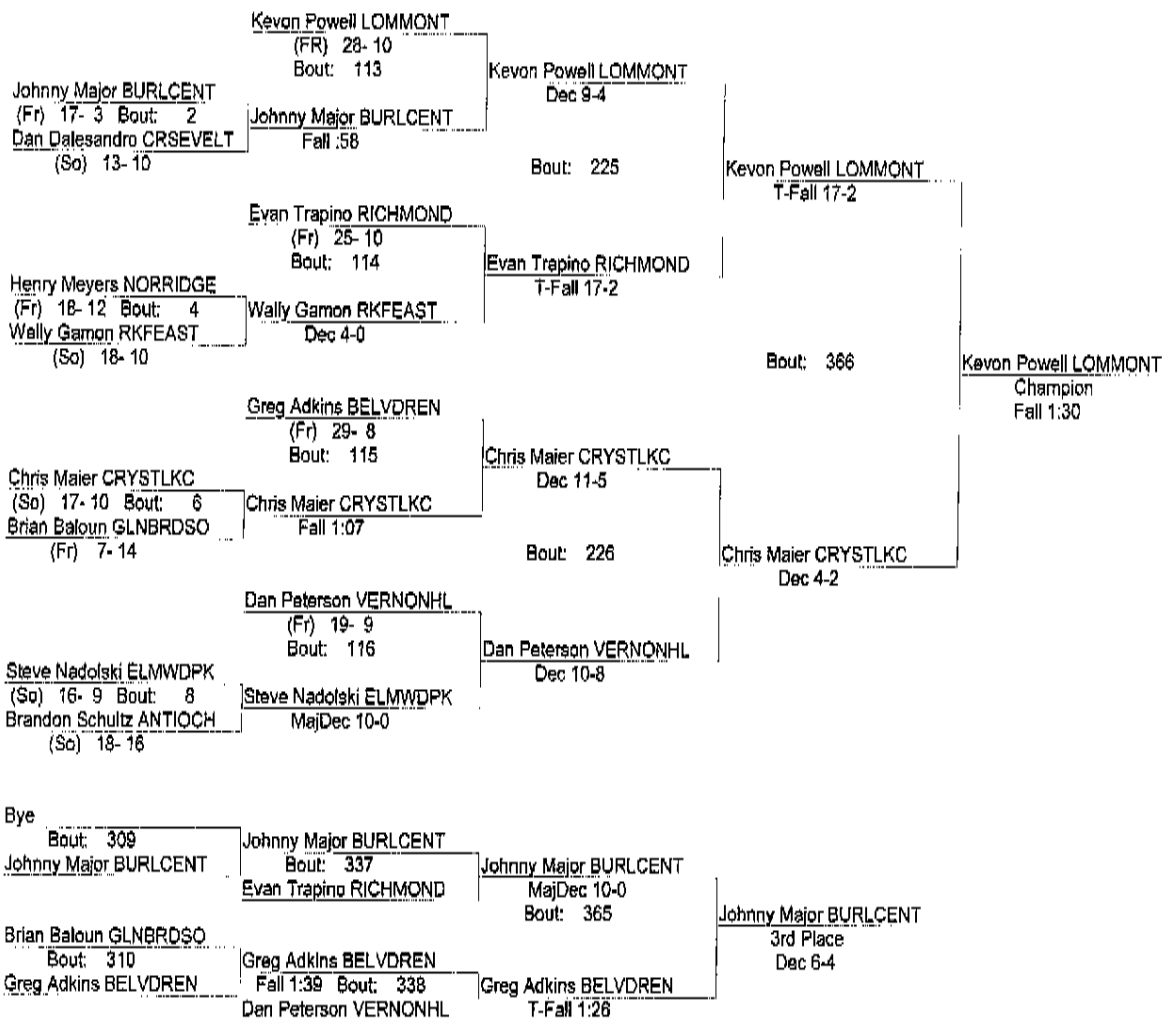 Kevon Powell LOMMONT
(FR) 28- 10
Bout: 113
Kevon Powell LOMMONT
Dec 9-4
Johnny Major BURLCENT
(Fr) 17- 3 Bout: 2
Dan Dalesandro CRSEVELT
(So) 13- 10
Johnny Major BURLCENT
Fall :58
Bout: 225
Kevon Powell LOMMONT
T-Fall 17-2
Evan Trapino RICHMOND
(Fr) 25- 10
Bout: 114
Evan Trapino RICHMOND
T-Fall 17-2
Henry Meyers NORRIDGE
(Fr) 18- 12 Bout: 4
Wally Gamon RKFEAST
(So) 18- 10
Wally Gamon RKFEAST
Dec 4-0
Bout: 366
Kevon Powell LOMMONT
Champion
Fall 1:30
Greg Adkins BELVDREN
(Fr) 29- 8
Bout: 115
Chris Maier CRYSTLKC
Dec 11-5
Chris Maier CRYSTLKC
(So) 17- 10 Bout: 6
Brian Baloun GLNBRDSO
(Fr) 7- 14
Chris Maier CRYSTLKC
Fall 1:07
Bout: 226
Chris Maier CRYSTLKC
Dec 4-2
Dan Peterson VERNONHL
(Fr) 19- 9
Bout: 116
Dan Peterson VERNONHL
Dec 10-8
Steve Nadolski ELMWDPK
(So) 16- 9 Bout: 8
Brandon Schultz ANTIOCH
(So) 18- 16
Steve Nadolski ELMWDPK
MajDec 10-0
Bye
Bout: 309
Johnny Major BURLCENT
Johnny Major BURLCENT
Bout: 337
Evan Trapino RICHMOND
Johnny Major BURLCENT
MajDec 10-0
Bout: 365
Johnny Major BURLCENT
3rd Place
Dec 6-4
Brian Baloun GLNBRDSO
Bout: 310
Greg Adkins BELVDREN
Greg Adkins BELVDREN
Fall 1:39 Bout: 338
Dan Peterson VERNONHL
Greg Adkins BELVDREN
T-Fall 1:26